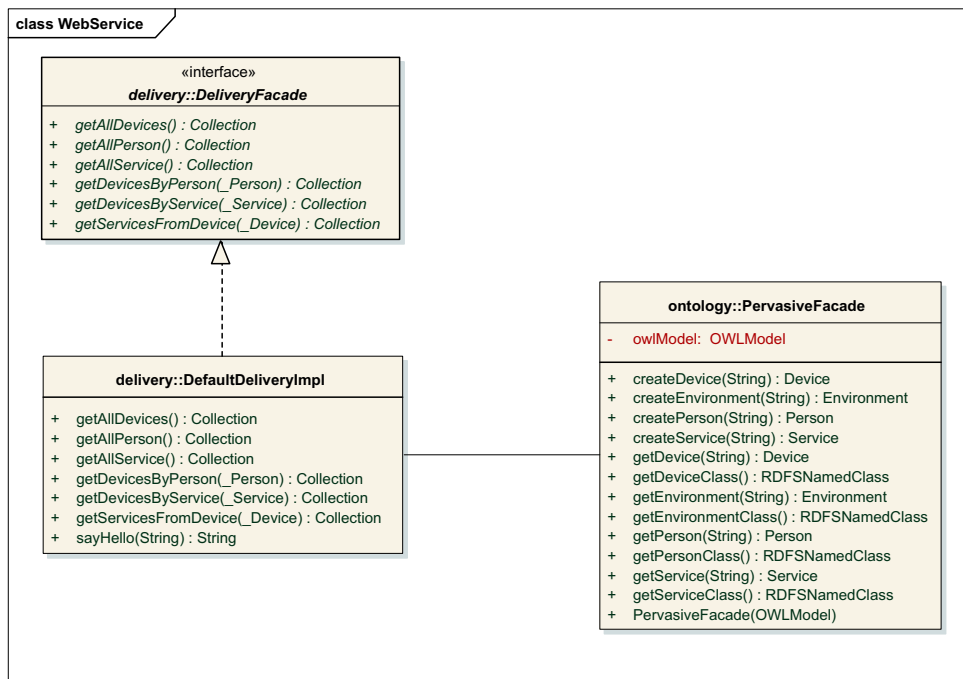 class WebService
«interface»
delivery::DeliveryFacade
+ getAllDevices() : Collection
+ getAllPerson() : Collection
+ getAllService() : Collection
+ getDevicesByPerson(_Person) : Collection
+ getDevicesByService(_Service) : Collection
+ getServicesFromDevice(_Device) : Collection
delivery::DefaultDeliveryImpl
+ getAllDevices() : Collection
+ getAllPerson() : Collection
+ getAllService() : Collection
+ getDevicesByPerson(_Person) : Collection
+ getDevicesByService(_Service) : Collection
+ getServicesFromDevice(_Device) : Collection
+ sayHello(String) : String
ontology::PervasiveFacade
- owlModel: OWLModel
+ createDevice(String) : Device
+ createEnvironment(String) : Environment
+ createPerson(String) : Person
+ createService(String) : Service
+ getDevice(String) : Device
+ getDeviceClass() : RDFSNamedClass
+ getEnvironment(String) : Environment
+ getEnvironmentClass() : RDFSNamedClass
+ getPerson(String) : Person
+ getPersonClass() : RDFSNamedClass
+ getService(String) : Service
+ getServiceClass() : RDFSNamedClass
+ PervasiveFacade(OWLModel)